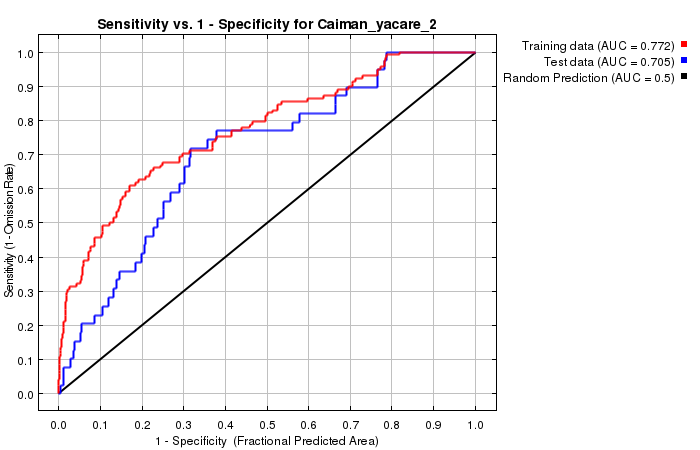 Sensitivity vs. 1 - Specificity for Caiman_yacare_2
Training data (AUC = 0.772)
Test data (AUC = 0.705)
Random Prediction (AUC = 0.5)
Sensitivity (1 - Omission Rate)
1.0
0.9
0.8
0.7
0.6
0.5
0.4
0.3
0.2
0.1
0.0
0.0 0.1 0.2 0.3 0.4 0.5 0.6 0.7 0.8 0.9 1.0
1 - Specificity (Fractional Predicted Area)